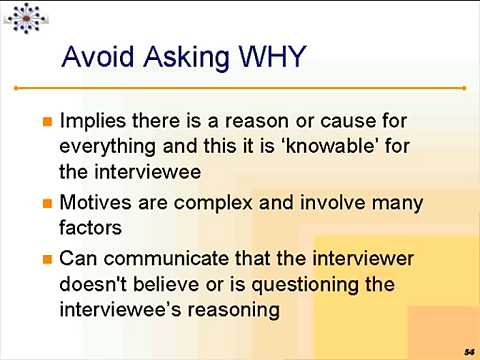 Avoid Asking WHY
Implies there is a reason or cause for
everything and this it is ‘knowable’ for
the interviewee
Motives are complex and involve many
factors
Can communicate that the interviewer
doesn't believe or is questioning the
interviewee’s reasoning
54